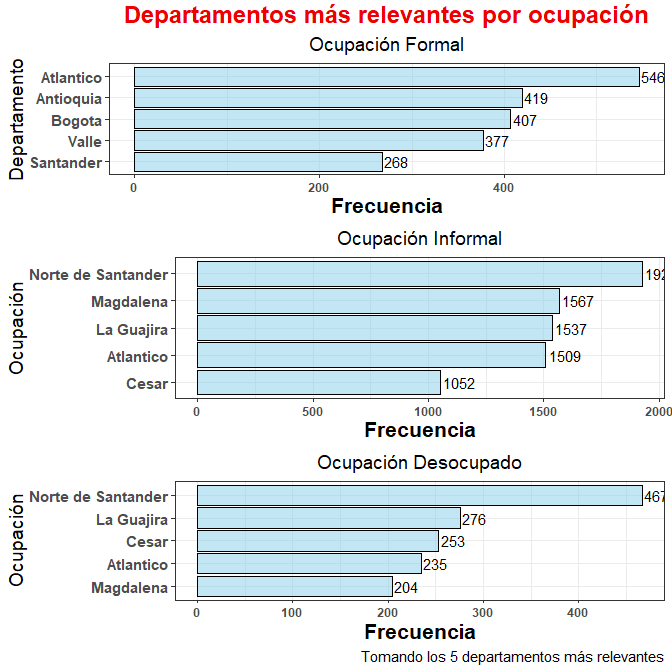 Departamentos más relevantes por ocupación
Ocupación Formal
Departamento
Atlantico 546
Antioquia 419
Bogota 407
Valle 377
Santander 268
0 200 400
Frecuencia
Ocupación Informal
Ocupación
Norte de Santander 192
Magdalena 1567
La Guajira 1537
Atlantico 1509
Cesar 1052
0 500 1000 1500 2000
Frecuencia
Ocupación Desocupado
Ocupación
Norte de Santander 467
La Guajira 276
Cesar 253
Atlantico 235
Magdalena 204
0 100 200 300 400
Frecuencia
Tomando los 5 departamentos más relevantes